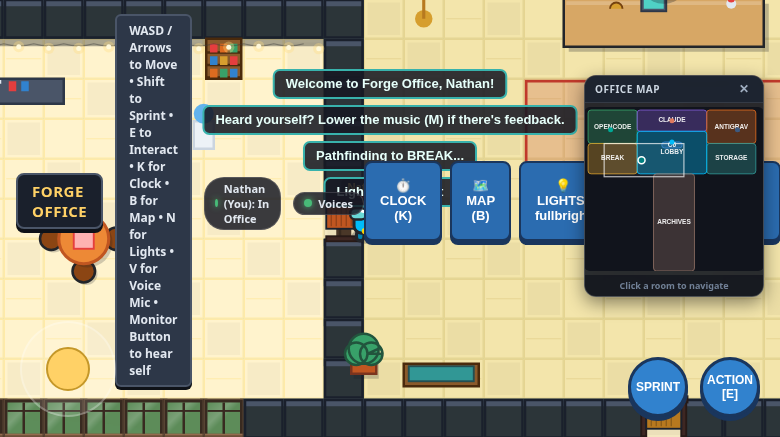 WASD /
Arrows
to Move
• Shift
to
Sprint •
E to
Interact
• K for
Clock •
B for
Map • N
for
Lights •
V for
Voice
Mic •
Monitor
Button
to hear
self
FORGE
OFFICE
Welcome to Forge Office, Nathan!
Heard yourself? Lower the music (M) if there's feedback.
Pathfinding to BREAK...
Nathan
(You): In
Office
Voices
CLOCK
(K)
MAP
(B)
LIGHTS
fullbrigh
OFFICE MAP
✕
OPENCODE
CLAUDE
ANTIGRAV
BREAK
LOBBY
STORAGE
ARCHIVES
Click a room to navigate
SPRINT
ACTION
[E]